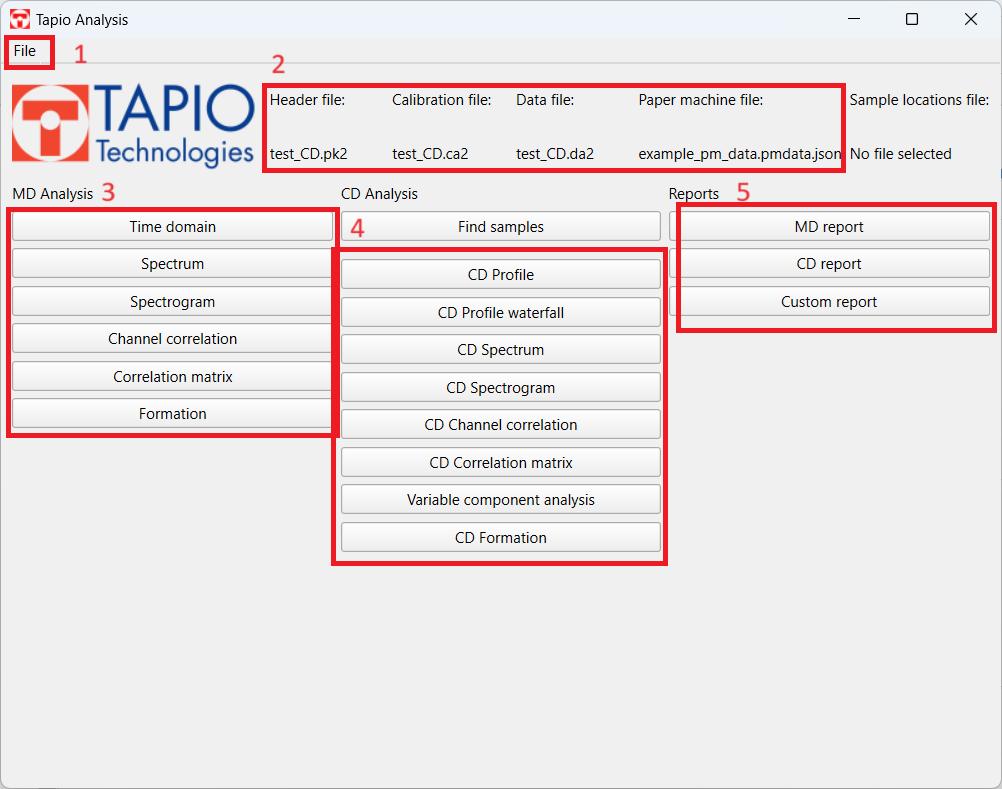 Tapio Analysis
File 1
2
TAPIO
Technologies
Header file: Calibration file: Data file: Paper machine file: Sample locations file:
test_CD.pk2 test_CD.ca2 test_CD.da2 example_pm_data.pmdata.json No file selected
MD Analysis 3 CD Analysis Reports 5
Time domain 4 Find samples MD report
Spectrum CD Profile CD report
Spectrogram CD Profile waterfall Custom report
Channel correlation CD Spectrum
Correlation matrix CD Spectrogram
Formation CD Channel correlation
CD Correlation matrix
Variable component analysis
CD Formation